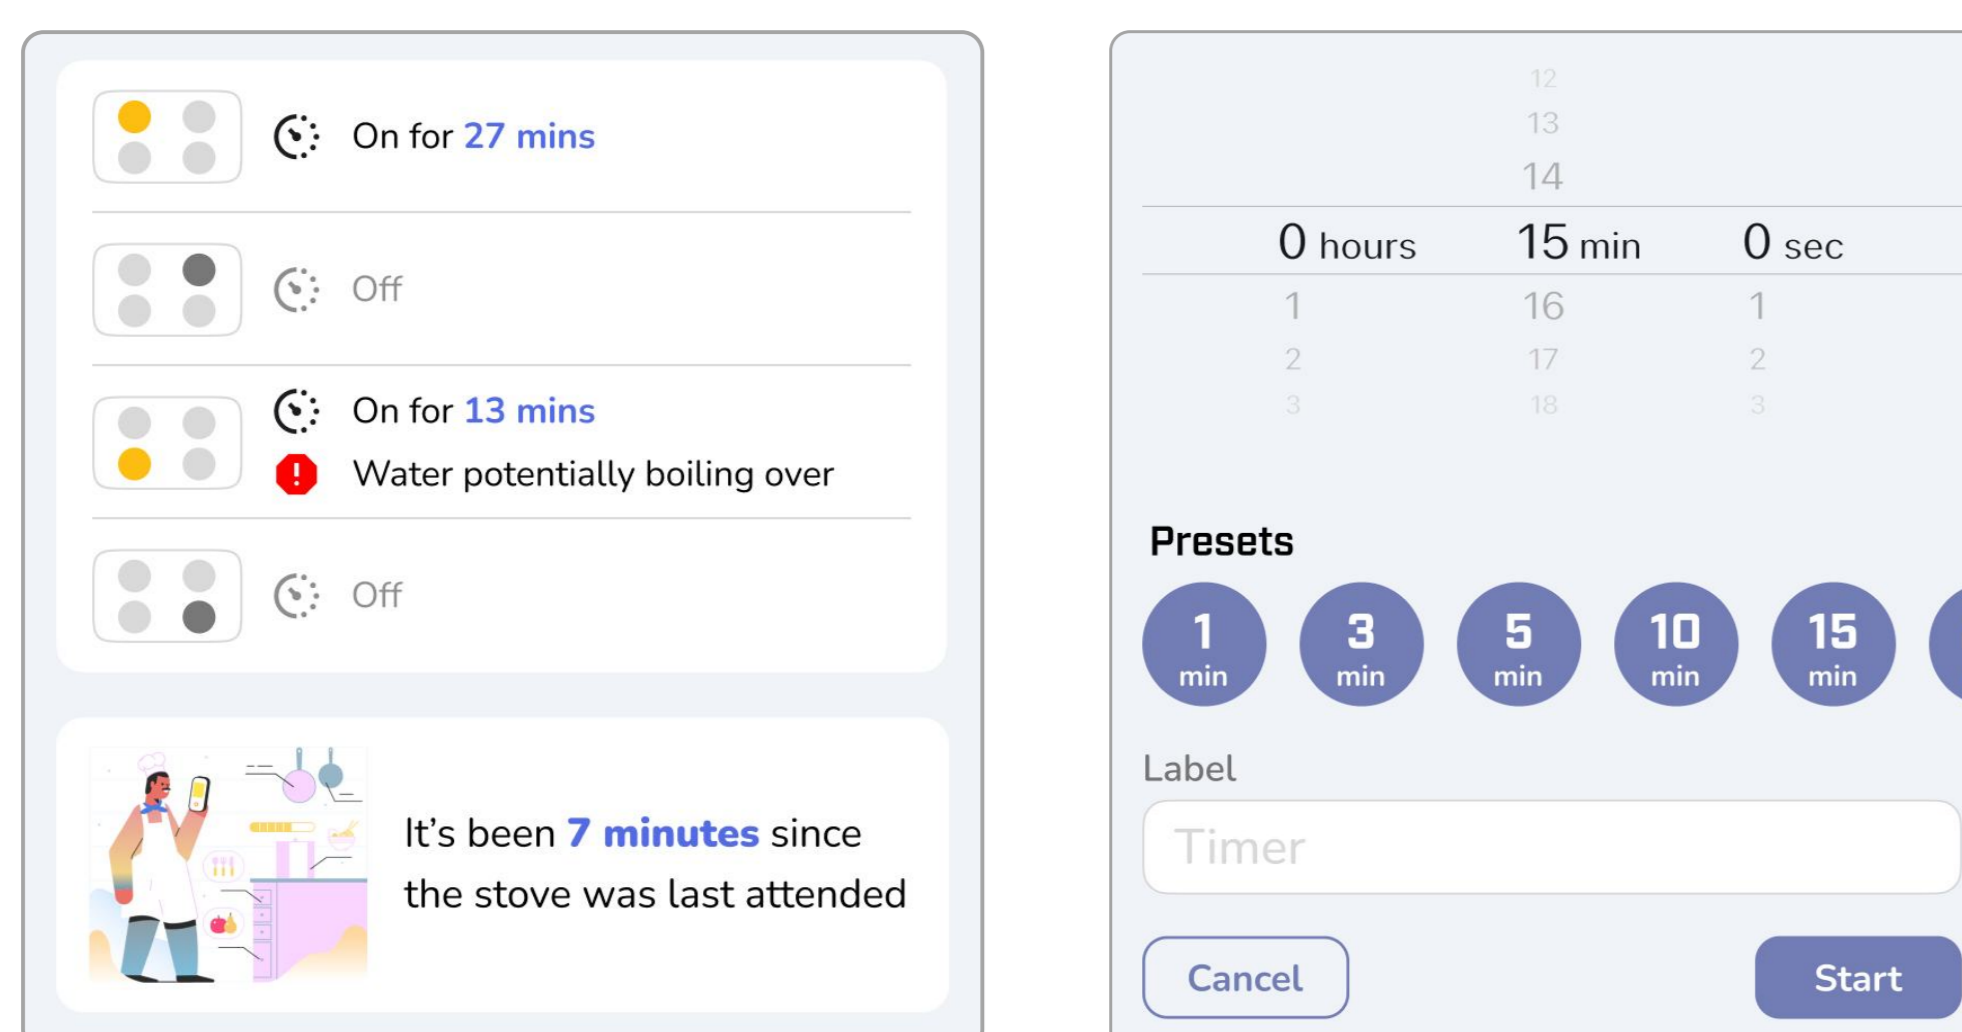 On for 27 mins
Off
On for 13 mins
Water potentially boiling over
Off
It's been 7 minutes since
the stove was last attended
12
13
14
0 hours 15 min 0 sec
1 16 1
2 17 2
3 18 3
Presets
1 3 5 10 15
min min min min min
Label
Timer
Cancel Start